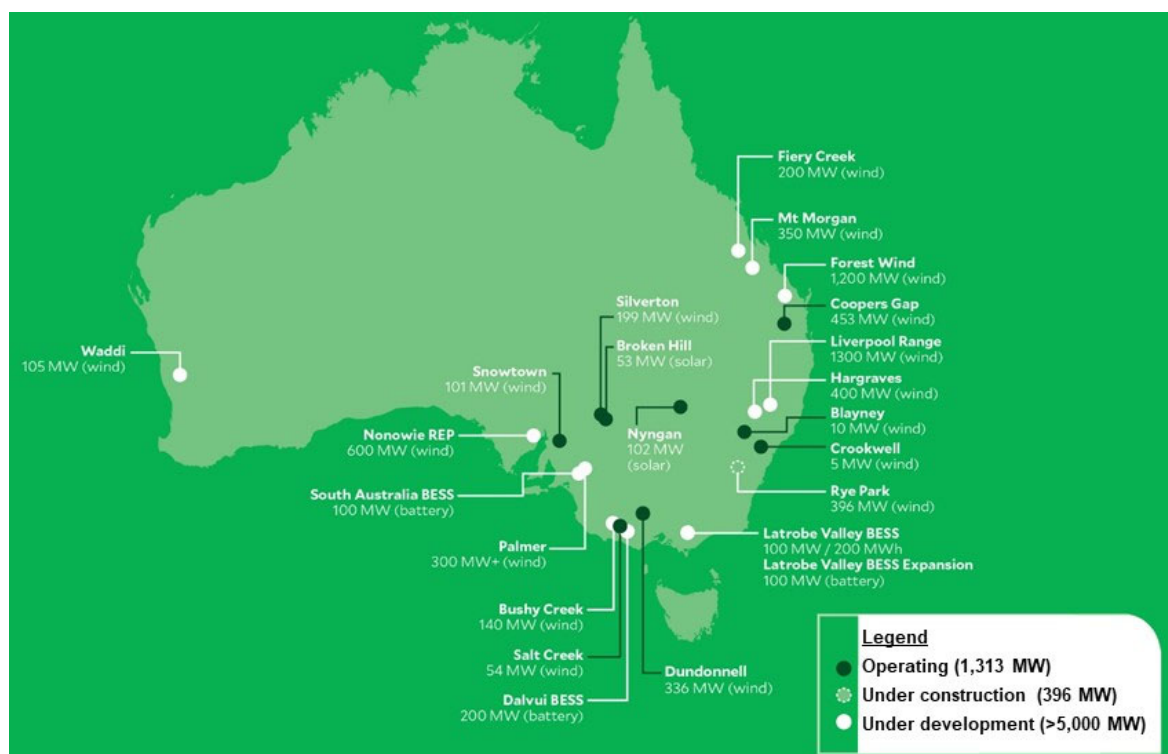 Fiery Creek
200 MW (wind)
Mt Morgan
350 MW (wind)
Forest Wind
1,200 MW (wind)
Silverton
199 MW (wind)
Coopers Gap
453 MW (wind)
Broken Hill
53 MW (solar)
Liverpool Range
1300 MW (wind)
Waddi
105 MW (wind)
Snowtown
101 MW (wind)
Hargraves
400 MW (wind)
Blayney
10 MW (wind)
Nonowie REP
600 MW (wind)
Nyngan
102 MW
(solar)
Crookwell
5 MW (wind)
South Australia BESS
100 MW (battery)
Rye Park
396 MW (wind)
Palmer
300 MW+ (wind)
Latrobe Valley BESS
100 MW / 200 MWh
Latrobe Valley BESS Expansion
100 MW (battery)
Bushy Creek
140 MW (wind)
Salt Creek
54 MW (wind)
Dundonnell
336 MW (wind)
Dalvui BESS
200 MW (battery)
Legend
Operating (1,313 MW)
Under construction (396 MW)
Under development (>5,000 MW)